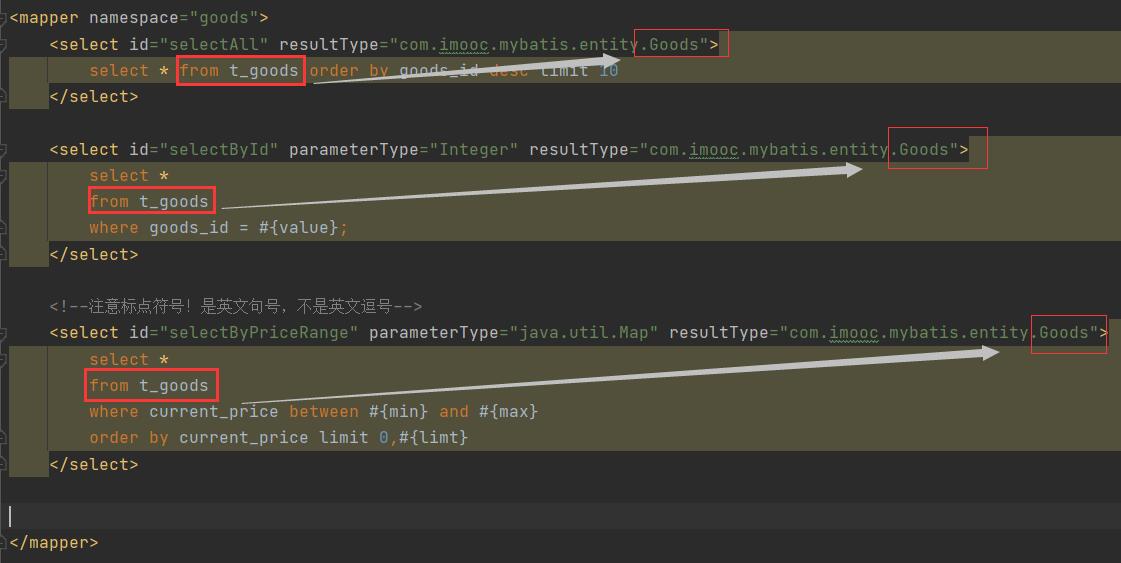 <mapper namespace="goods">
<select id="selectAll" resultType="com.imooc.mybatis.entity.Goods">
select * from t_goods order by goods_id desc limit 10
</select>
<select id="selectById" parameterType="Integer" resultType="com.imooc.mybatis.entity.Goods">
select *
from t_goods
where goods_id = #{value};
</select>
<!--注意标点符号！是英文句号，不是英文逗号-->
<select id="selectByPriceRange" parameterType="java.util.Map" resultType="com.imooc.mybatis.entity.Goods">
select *
from t_goods
where current_price between #{min} and #{max}
order by current_price limit 0,#{limt}
</select>
</mapper>